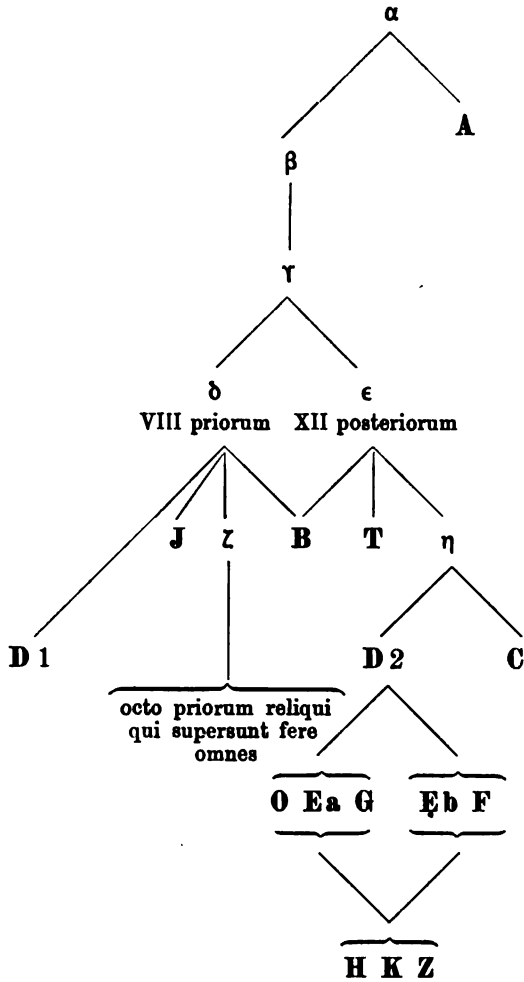 α
A
β
γ
δ ε
VIII priorum XII posteriorum
J ζ B T η
D 1 D 2 C
octo priorum reliqui
qui supersunt fere
omnes
O Ea G Eb F
H K Z